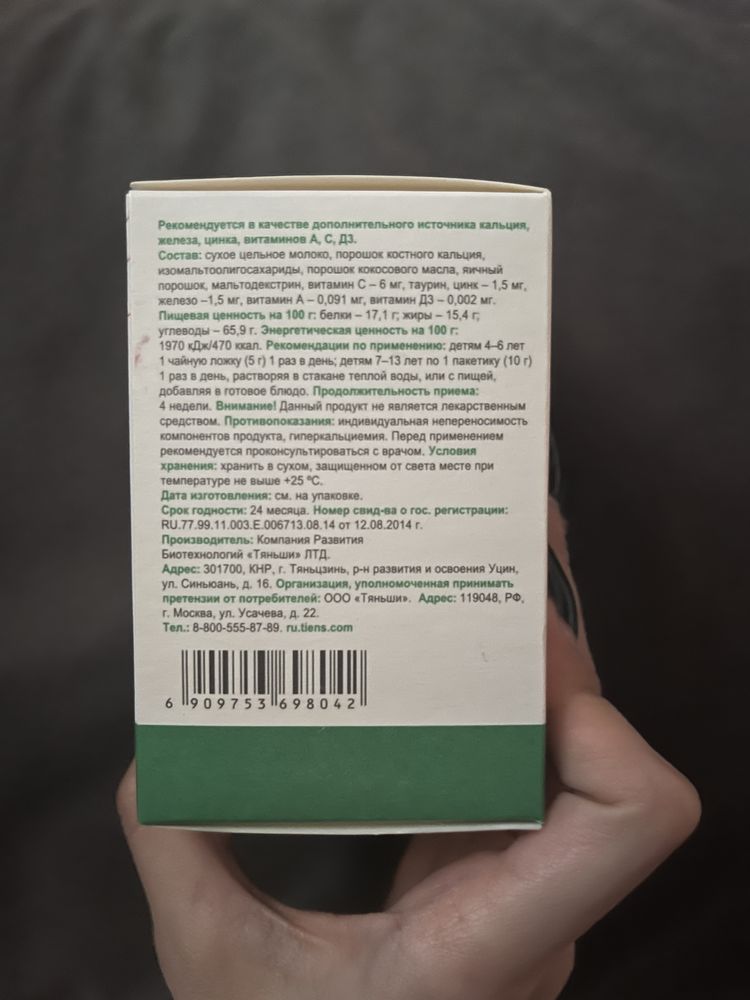 Рекомендуется в качестве дополнительного источника кальция,
железа, цинка, витаминов А, С, Д3.
Состав: сухое цельное молоко, порошок костного кальция,
изомальтоолигосахариды, порошок кокосового масла, яичный
порошок, мальтодекстрин, витамин С – 6 мг, таурин, цинк – 1,5 мг,
железо –1,5 мг, витамин А – 0,091 мг, витамин Д3 – 0,002 мг.
Пищевая ценность на 100 г: белки – 17,1 г; жиры – 15,4 г;
углеводы – 65,9 г. Энергетическая ценность на 100 г:
1970 кДж/470 ккал. Рекомендации по применению: детям 4–6 лет
1 чайную ложку (5 г) 1 раз в день; детям 7–13 лет по 1 пакетику (10 г)
1 раз в день, растворяя в стакане теплой воды, или с пищей,
добавляя в готовое блюдо. Продолжительность приема:
4 недели. Внимание! Данный продукт не является лекарственным
средством. Противопоказания: индивидуальная непереносимость
компонентов продукта, гиперкальциемия. Перед применением
рекомендуется проконсультироваться с врачом. Условия
хранения: хранить в сухом, защищенном от света месте при
температуре не выше +25 °С.
Дата изготовления: см. на упаковке.
Срок годности: 24 месяца. Номер свид-ва о гос. регистрации:
RU.77.99.11.003.Е.006713.08.14 от 12.08.2014 г.
Производитель: Компания Развития
Биотехнологий «Тяньши» ЛТД.
Адрес: 301700, КНР, г. Тяньцзинь, р-н развития и освоения Уцин,
ул. Синьюань, д. 16. Организация, уполномоченная принимать
претензии от потребителей: ООО «Тяньши». Адрес: 119048, РФ,
г. Москва, ул. Усачева, д. 22.
Тел.: 8-800-555-87-89. ru.tiens.com
6 909753 698042